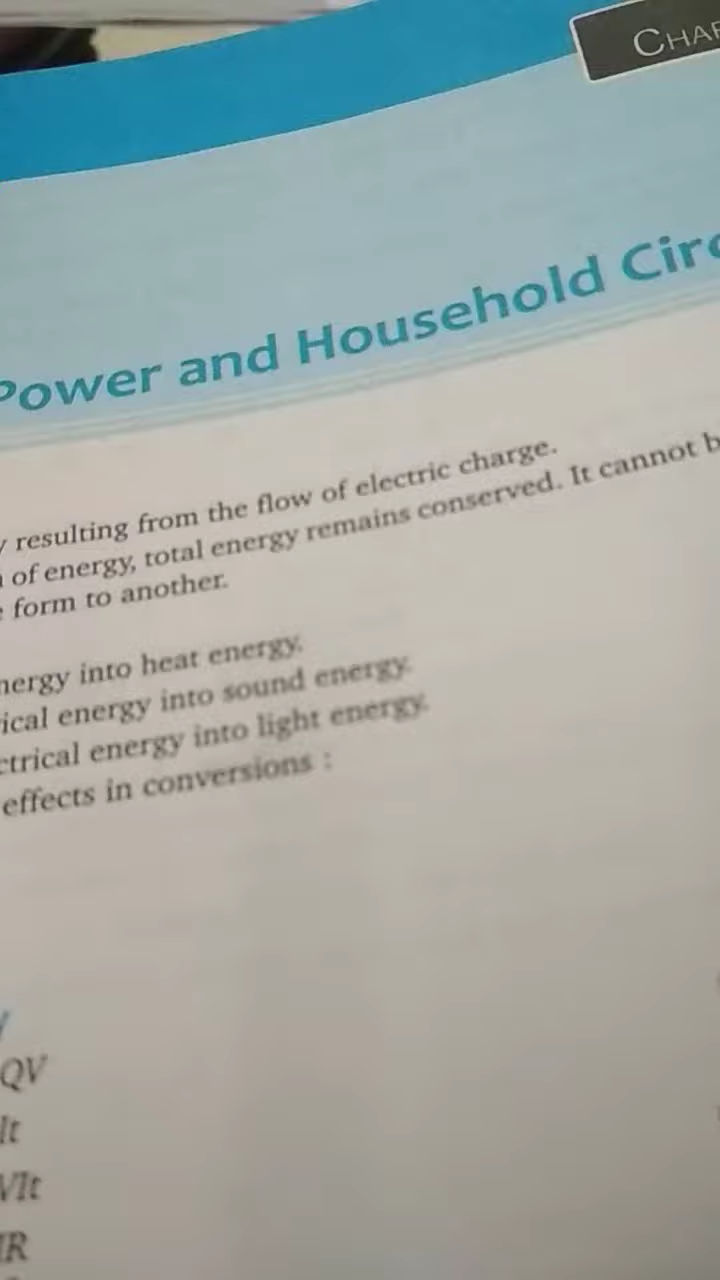 CHAP
Power and Household Circ
y resulting from the flow of electric charge.
n of energy, total energy remains conserved. It cannot b
e form to another.
nergy into heat energy.
ical energy into sound energy.
ctrical energy into light energy.
effects in conversions :
QV
It
VIt
IR